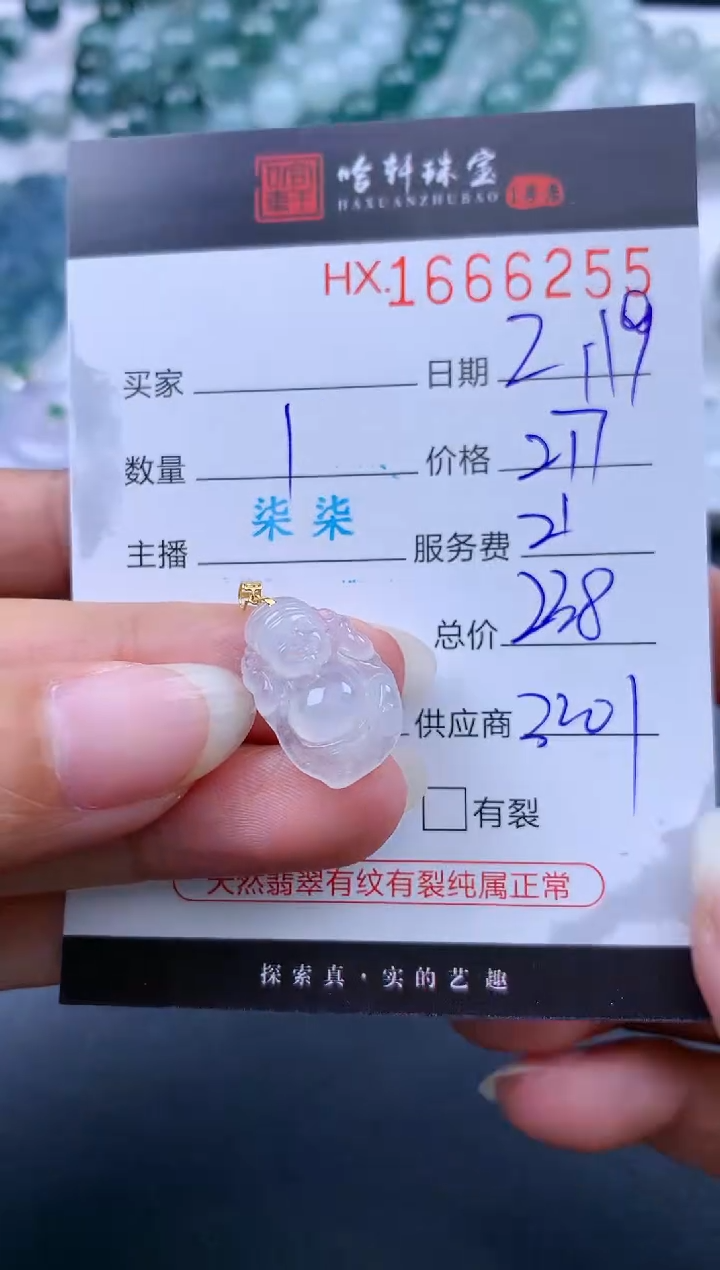 哈轩珠宝
HAXUANZHUBAO
HX.1666255
买家 日期 2.19
数量 1 价格 217
柒柒
主播 服务费 21
总价 238
供应商 2201
有裂
天然翡翠有纹有裂纯属正常
探索真·实的艺趣